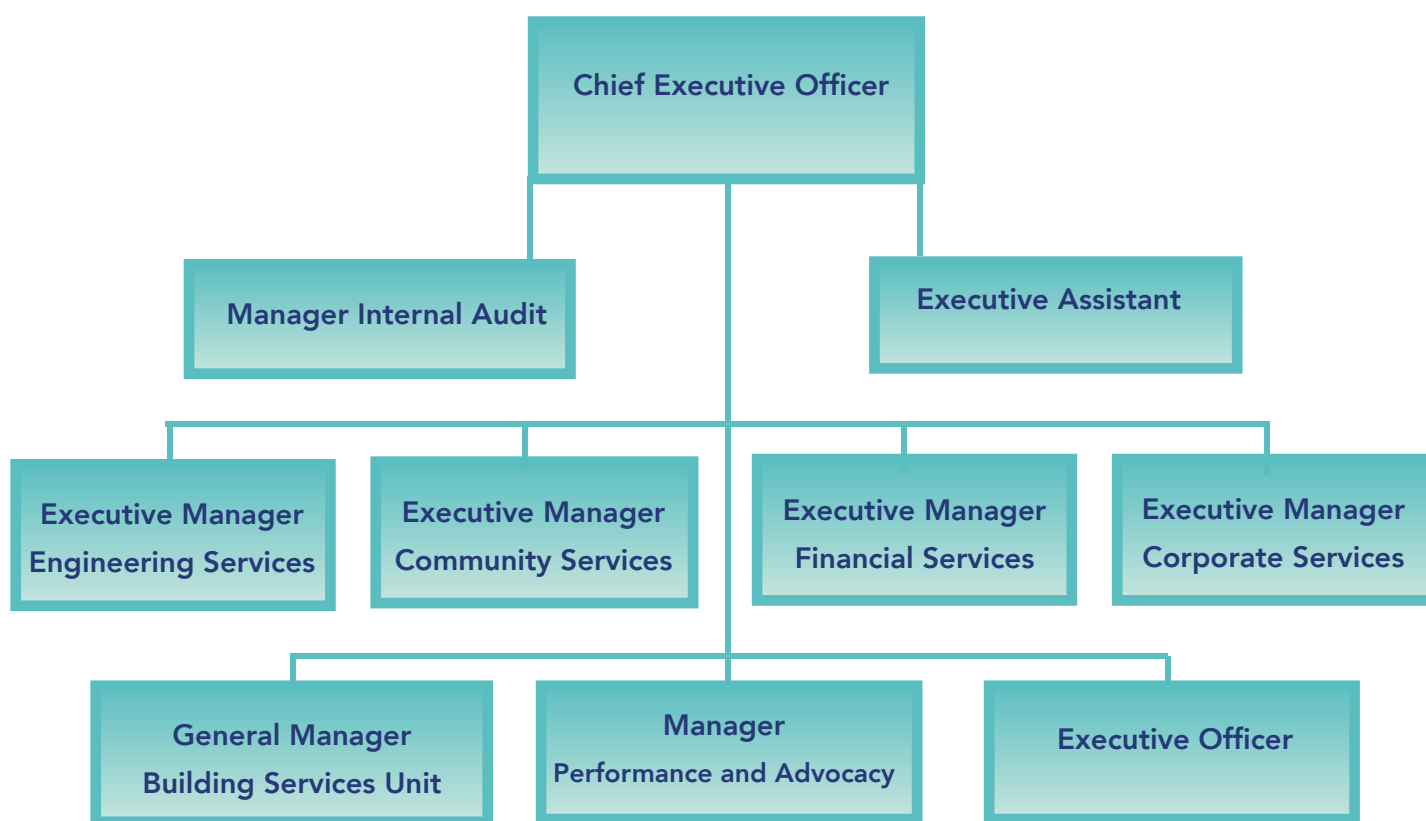 Chief Executive Officer
Manager Internal Audit
Executive Assistant
Executive Manager
Engineering Services
Executive Manager
Community Services
Executive Manager
Financial Services
Executive Manager
Corporate Services
General Manager
Building Services Unit
Manager
Performance and Advocacy
Executive Officer